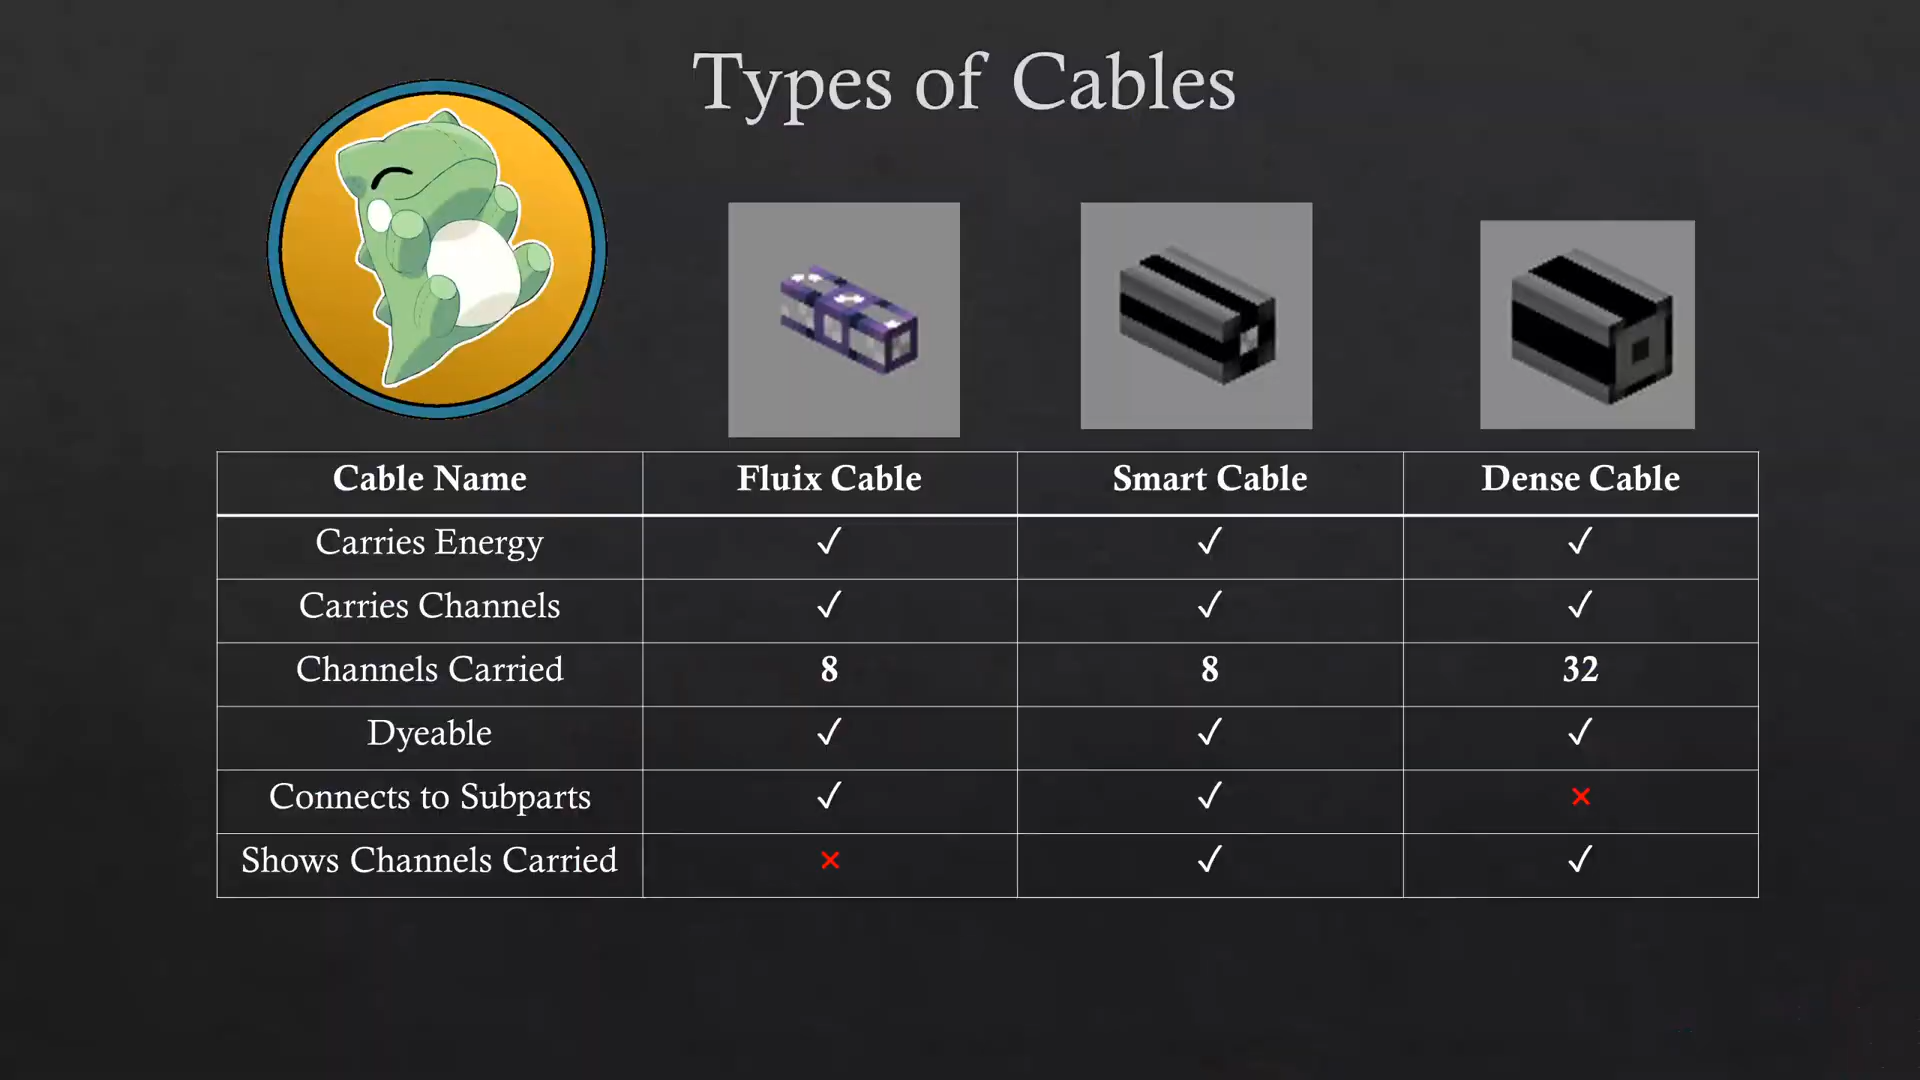 Types of Cables
Cable Name Fluix Cable Smart Cable Dense Cable
Carries Energy ✓ ✓ ✓
Carries Channels ✓ ✓ ✓
Channels Carried 8 8 32
Dyeable ✓ ✓ ✓
Connects to Subparts ✓ ✓ ×
Shows Channels Carried × ✓ ✓